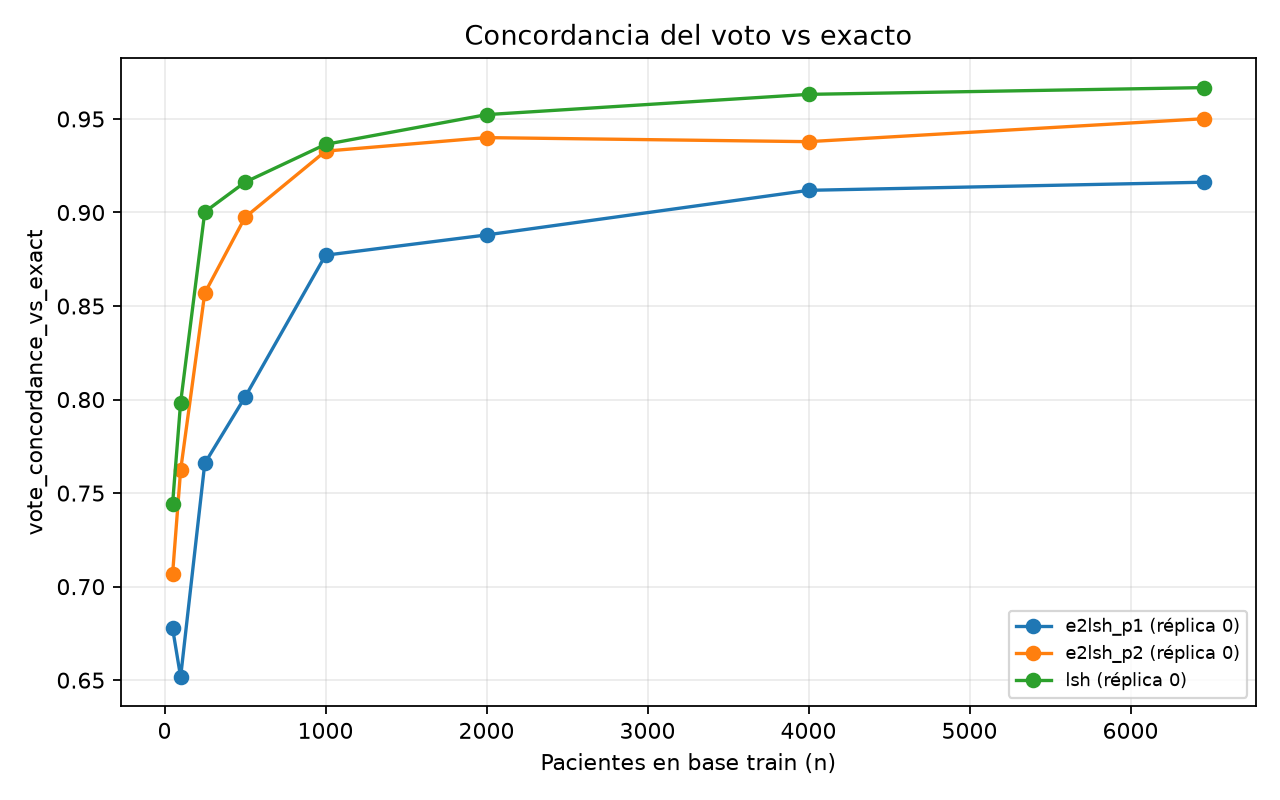 Concordancia del voto vs exacto
vote_concordance_vs_exact
0.95
0.90
0.85
0.80
0.75
0.70
0.65
0 1000 2000 3000 4000 5000 6000
Pacientes en base train (n)
e2lsh_p1 (réplica 0)
e2lsh_p2 (réplica 0)
lsh (réplica 0)